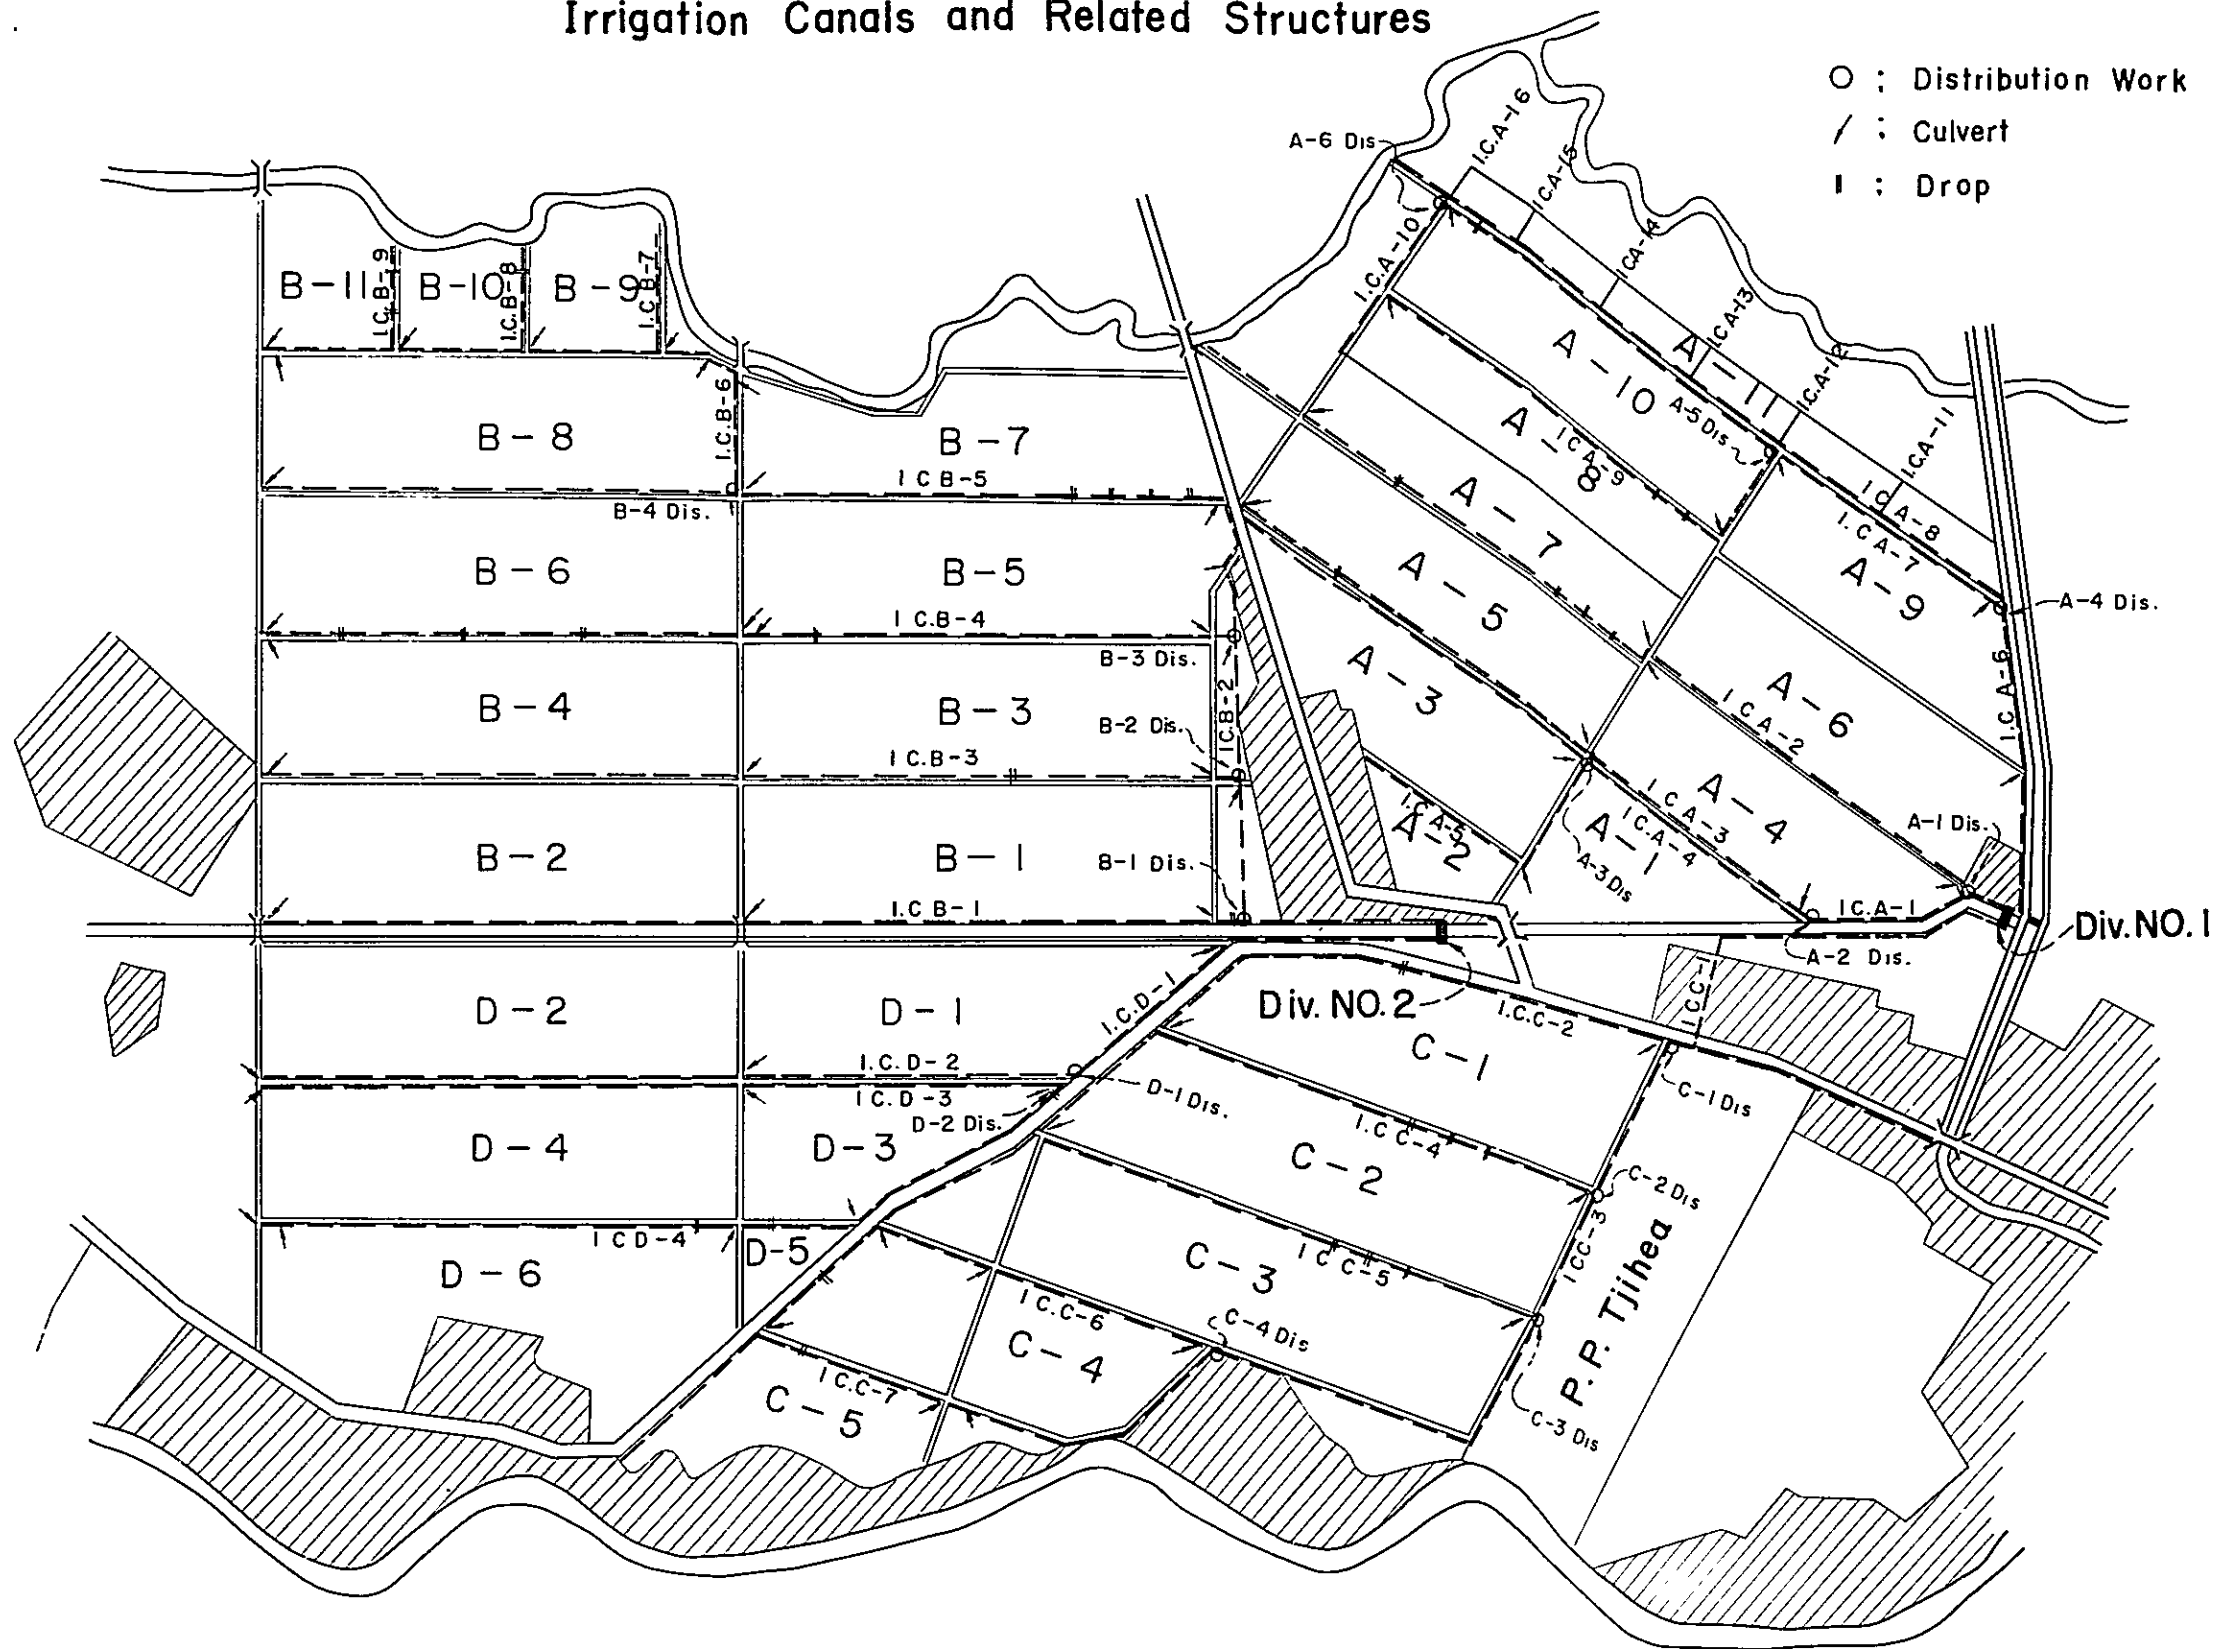 Irrigation Canals and Related Structures
O ; Distribution Work
; Culvert
; Drop
A-6 Dis
I.C.A-16
I.C.A-15
I.C.A-14
I.C.A-13
I.C.A-12
I.C.A-11
I.C.A-10
B-11
I.C.B-9
B-10
I.C.B-8
B-9
I.C.B-7
A-10
A-11
A-5 Dis
A-8
I.C.A-9
I.C.A-8
I.C.A-7
A-9
A-4 Dis.
B-8
I.C.B-6
B-7
I.C.B-5
B-4 Dis.
A-7
A-5
A-3
A-6
I.C.A-6
I.C.A-2
B-6
B-5
I.C.B-4
B-3 Dis.
B-4
B-3
I.C.B-2
B-2 Dis.
I.C.B-3
A-4
I.C.A-3
I.C.A-4
A-1
A-3 Dis
I.C.A-5
A-2
A-1 Dis.
B-2
B-1
B-1 Dis.
I.C.B-1
I.C.A-1
Div.NO.1
A-2 Dis.
D-2
D-1
I.C.D-1
Div.NO.2
I.C.C-1
I.C.C-2
C-1
I.C.D-2
I.C.D-3
D-2 Dis.
D-1 Dis.
C-1 Dis
D-4
D-3
I.C.C-4
C-2
C-2 Dis
I.C.C-3
P.P. Tjihea
I.C.D-4
D-5
D-6
C-3
I.C.C-5
I.C.C-6
C-4 Dis
C-4
C-3 Dis
I.C.C-7
C-5